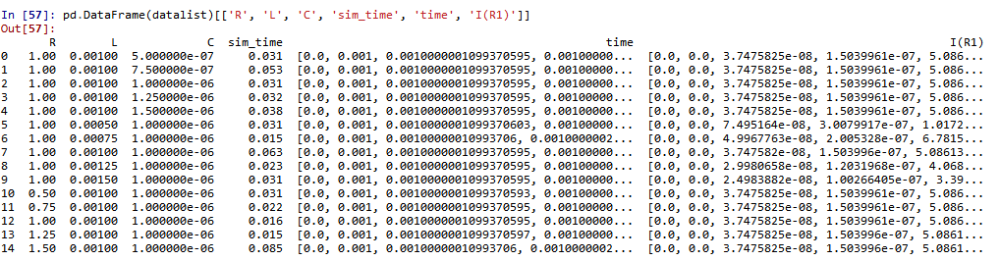 In [57]: pd.DataFrame(datalist)[['R', 'L', 'C', 'sim_time', 'time', 'I(R1)']]
Out[57]:
R L C sim_time time I(R1)
0 1.00 0.00100 5.000000e-07 0.031 [0.0, 0.001, 0.0010000001099370595, 0.00100000... [0.0, 0.0, 3.7475825e-08, 1.5039961e-07, 5.086...
1 1.00 0.00100 7.500000e-07 0.053 [0.0, 0.001, 0.0010000001099370595, 0.00100000... [0.0, 0.0, 3.7475825e-08, 1.5039961e-07, 5.086...
2 1.00 0.00100 1.000000e-06 0.031 [0.0, 0.001, 0.0010000001099370595, 0.00100000... [0.0, 0.0, 3.7475825e-08, 1.5039961e-07, 5.086...
3 1.00 0.00100 1.250000e-06 0.032 [0.0, 0.001, 0.0010000001099370595, 0.00100000... [0.0, 0.0, 3.7475825e-08, 1.5039961e-07, 5.086...
4 1.00 0.00100 1.500000e-06 0.038 [0.0, 0.001, 0.0010000001099370595, 0.00100000... [0.0, 0.0, 3.7475825e-08, 1.5039961e-07, 5.086...
5 1.00 0.00050 1.000000e-06 0.031 [0.0, 0.001, 0.0010000001099370603, 0.00100000... [0.0, 0.0, 7.495164e-08, 3.0079917e-07, 1.0172...
6 1.00 0.00075 1.000000e-06 0.015 [0.0, 0.001, 0.00100000010993706, 0.0010000002... [0.0, 0.0, 4.9967763e-08, 2.005328e-07, 6.7815...
7 1.00 0.00100 1.000000e-06 0.063 [0.0, 0.001, 0.0010000001099370595, 0.00100000... [0.0, 0.0, 3.747582e-08, 1.503996e-07, 5.08613...
8 1.00 0.00125 1.000000e-06 0.023 [0.0, 0.001, 0.0010000001099370595, 0.00100000... [0.0, 0.0, 2.9980658e-08, 1.2031968e-07, 4.068...
9 1.00 0.00150 1.000000e-06 0.031 [0.0, 0.001, 0.0010000001099370595, 0.00100000... [0.0, 0.0, 2.4983882e-08, 1.00266405e-07, 3.39...
10 0.50 0.00100 1.000000e-06 0.031 [0.0, 0.001, 0.0010000001099370593, 0.00100000... [0.0, 0.0, 3.7475825e-08, 1.5039961e-07, 5.086...
11 0.75 0.00100 1.000000e-06 0.022 [0.0, 0.001, 0.0010000001099370595, 0.00100000... [0.0, 0.0, 3.7475825e-08, 1.5039961e-07, 5.086...
12 1.00 0.00100 1.000000e-06 0.016 [0.0, 0.001, 0.0010000001099370595, 0.00100000... [0.0, 0.0, 3.7475825e-08, 1.5039961e-07, 5.086...
13 1.25 0.00100 1.000000e-06 0.015 [0.0, 0.001, 0.0010000001099370597, 0.00100000... [0.0, 0.0, 3.7475825e-08, 1.503996e-07, 5.0861...
14 1.50 0.00100 1.000000e-06 0.085 [0.0, 0.001, 0.00100000010993706, 0.0010000002... [0.0, 0.0, 3.7475825e-08, 1.503996e-07, 5.0861...